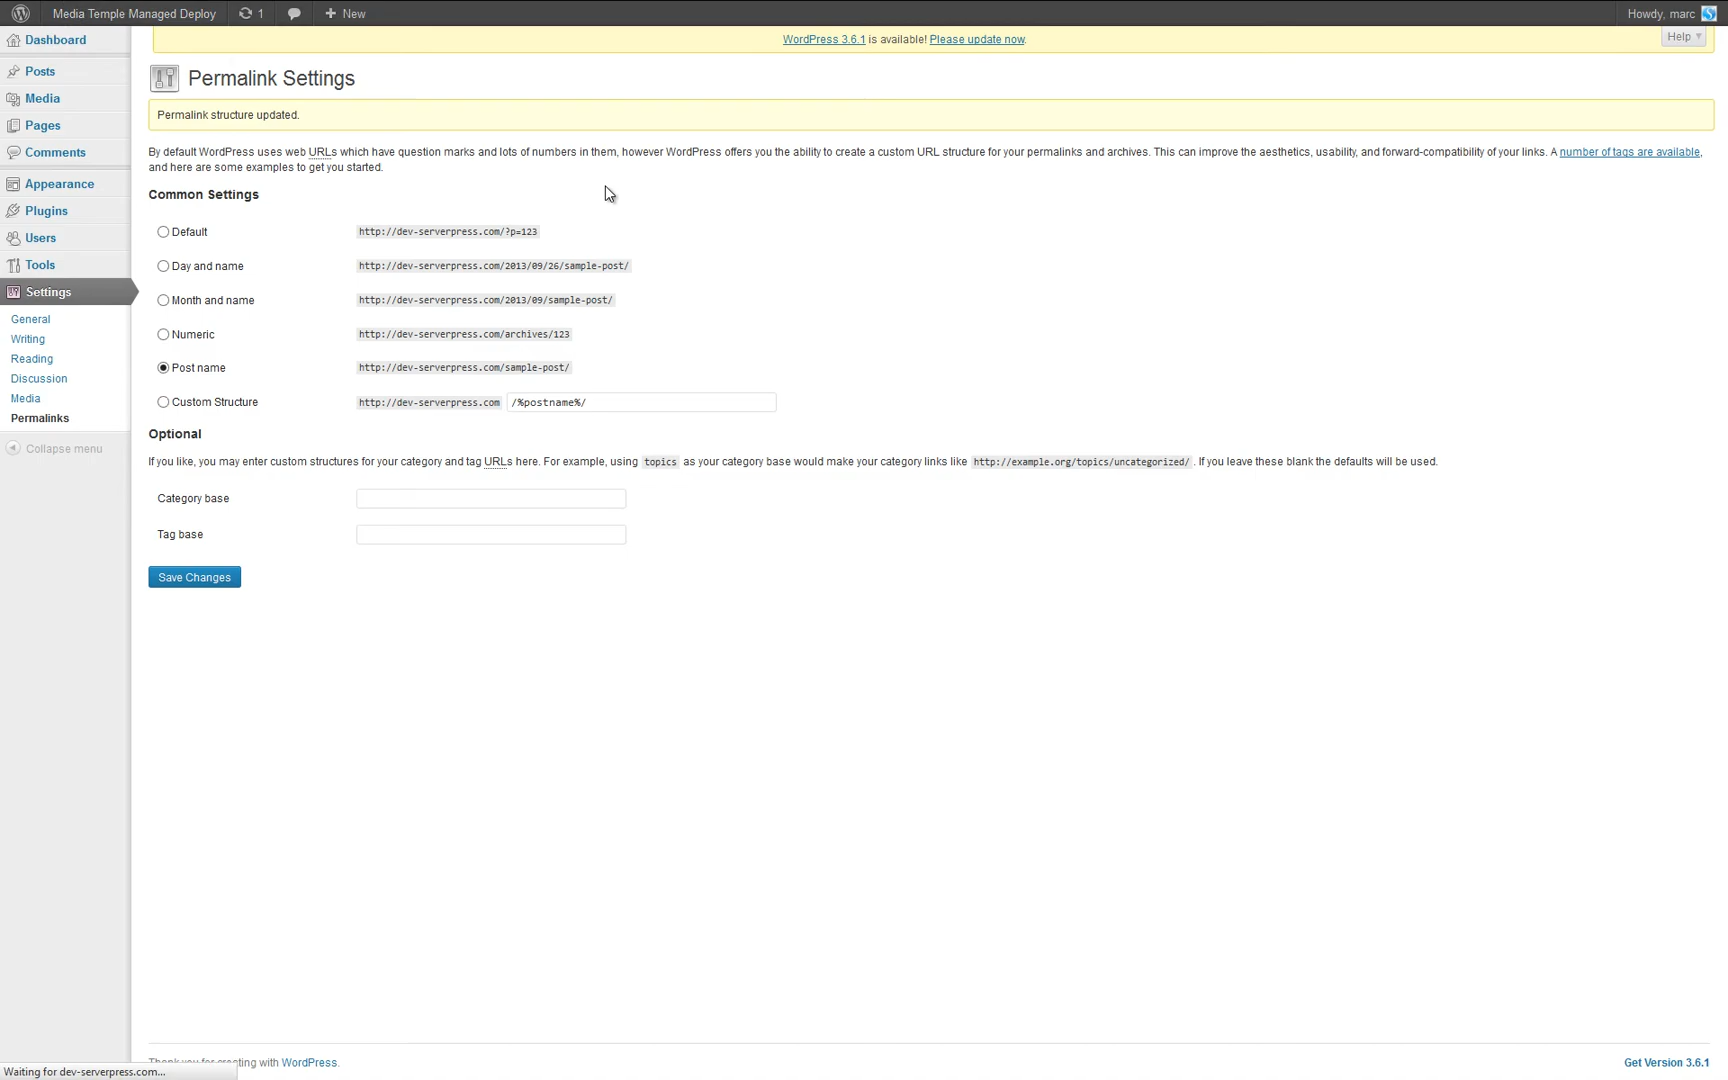 Media Temple Managed Deploy
1
New
Howdy, marc
Dashboard
Posts
Media
Pages
Comments
Appearance
Plugins
Users
Tools
Settings
General
Writing
Reading
Discussion
Media
Permalinks
Collapse menu
WordPress 3.6.1 is available! Please update now.
Help
Permalink Settings
Permalink structure updated.
By default WordPress uses web URLs which have question marks and lots of numbers in them, however WordPress offers you the ability to create a custom URL structure for your permalinks and archives. This can improve the aesthetics, usability, and forward-compatibility of your links. A number of tags are available,
and here are some examples to get you started.
Common Settings
Default http://dev-serverpress.com/?p=123
Day and name http://dev-serverpress.com/2013/09/26/sample-post/
Month and name http://dev-serverpress.com/2013/09/sample-post/
Numeric http://dev-serverpress.com/archives/123
Post name http://dev-serverpress.com/sample-post/
Custom Structure http://dev-serverpress.com /%postname%/
Optional
If you like, you may enter custom structures for your category and tag URLs here. For example, using topics as your category base would make your category links like http://example.org/topics/uncategorized/ . If you leave these blank the defaults will be used.
Category base
Tag base
Save Changes
Thank you for creating with WordPress.
Get Version 3.6.1
Waiting for dev-serverpress.com...